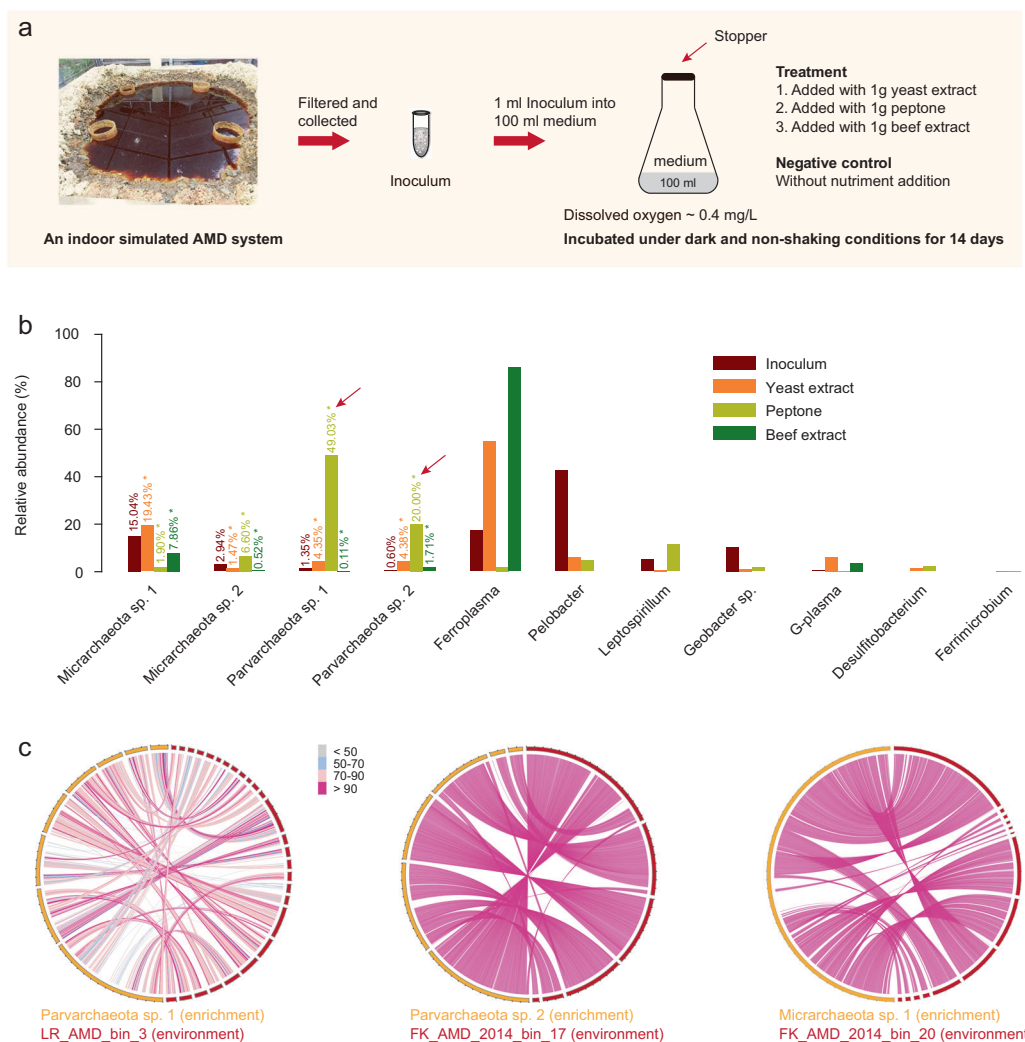 a
Stopper
Filtered and
collected
1 ml Inoculum into
100 ml medium
Treatment
1. Added with 1g yeast extract
2. Added with 1g peptone
3. Added with 1g beef extract
medium
100 ml
Negative control
Without nutriment addition
Inoculum
Dissolved oxygen ~ 0.4 mg/L
An indoor simulated AMD system
Incubated under dark and non-shaking conditions for 14 days
b
Relative abundance (%)
100
80
60
40
20
0
Inoculum
Yeast extract
Peptone
Beef extract
15.04%
19.43% *
1.90% *
7.86% *
2.94%
1.47% *
6.60% *
0.52% *
1.35%
4.35% *
49.03% *
0.11% *
0.60%
4.38% *
20.00% *
1.71% *
Micrarchaeota sp. 1
Micrarchaeota sp. 2
Parvarchaeota sp. 1
Parvarchaeota sp. 2
Ferroplasma
Pelobacter
Leptospirillum
Geobacter sp.
G-plasma
Desulfitobacterium
Ferrimicrobium
c
< 50
50-70
70-90
> 90
Parvarchaeota sp. 1 (enrichment)
LR_AMD_bin_3 (environment)
Parvarchaeota sp. 2 (enrichment)
FK_AMD_2014_bin_17 (environment)
Micrarchaeota sp. 1 (enrichment)
FK_AMD_2014_bin_20 (environment